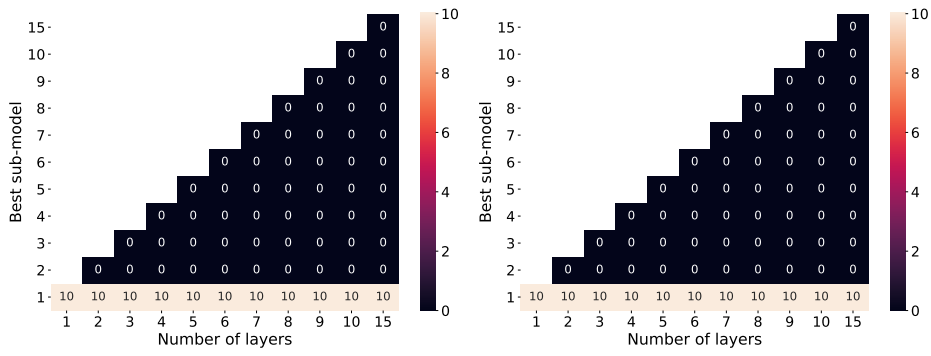 15 0 10
10 0 0
9 0 0 0 8
8 0 0 0 0
7 0 0 0 0 0 6
6 0 0 0 0 0 0
5 0 0 0 0 0 0 0 4
4 0 0 0 0 0 0 0 0
3 0 0 0 0 0 0 0 0 0 2
2 0 0 0 0 0 0 0 0 0 0
1 10 10 10 10 10 10 10 10 10 10 10 0
1 2 3 4 5 6 7 8 9 10 15
Best sub-model
Number of layers
15 0 10
10 0 0
9 0 0 0 8
8 0 0 0 0
7 0 0 0 0 0 6
6 0 0 0 0 0 0
5 0 0 0 0 0 0 0 4
4 0 0 0 0 0 0 0 0
3 0 0 0 0 0 0 0 0 0 2
2 0 0 0 0 0 0 0 0 0 0
1 10 10 10 10 10 10 10 10 10 10 10 0
1 2 3 4 5 6 7 8 9 10 15
Best sub-model
Number of layers